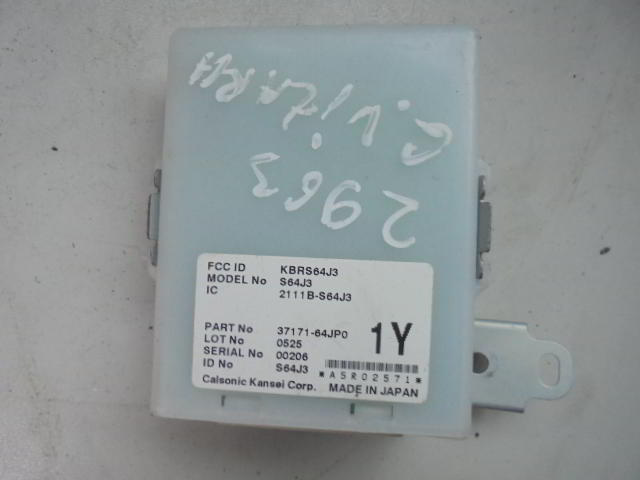 2963
FCC ID KBRS64J3
MODEL No S64J3
IC 2111B-S64J3
PART No 37171-64JP0 1Y
LOT No 0525
SERIAL No 00206
ID No S64J3 *A5R02571*
Calsonic Kansei Corp. MADE IN JAPAN